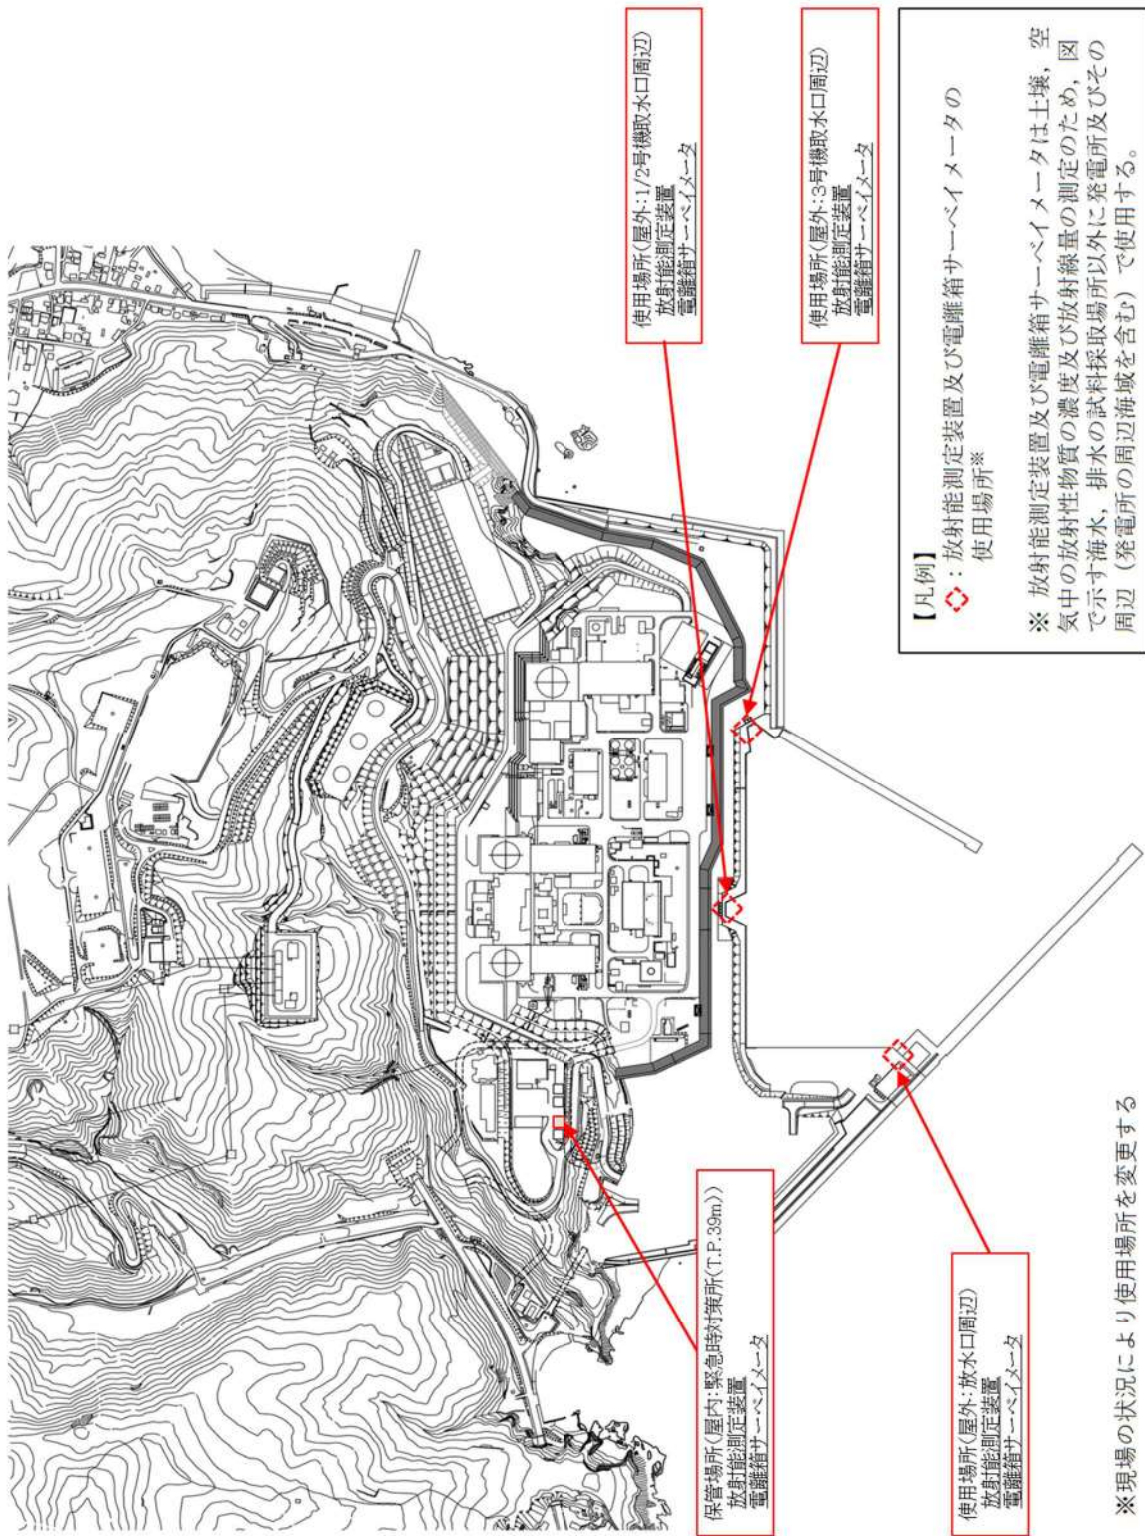 保管場所(屋内:緊急時対策所(T.P.39m))
放射能測定装置
電離箱サーベイメータ
使用場所(屋外:放水口周辺)
放射能測定装置
電離箱サーベイメータ
使用場所(屋外:1/2号機取水口周辺)
放射能測定装置
電離箱サーベイメータ
使用場所(屋外:3号機取水口周辺)
放射能測定装置
電離箱サーベイメータ
【凡例】
:放射能測定装置及び電離箱サーベイメータの
使用場所※
※ 放射能測定装置及び電離箱サーベイメータは土壌，空
気中の放射性物質の濃度及び放射線量の測定のため，図
で示す海水，排水の試料採取場所以外に発電所及びその
周辺（発電所の周辺海域を含む）で使用する。
※現場の状況により使用場所を変更する